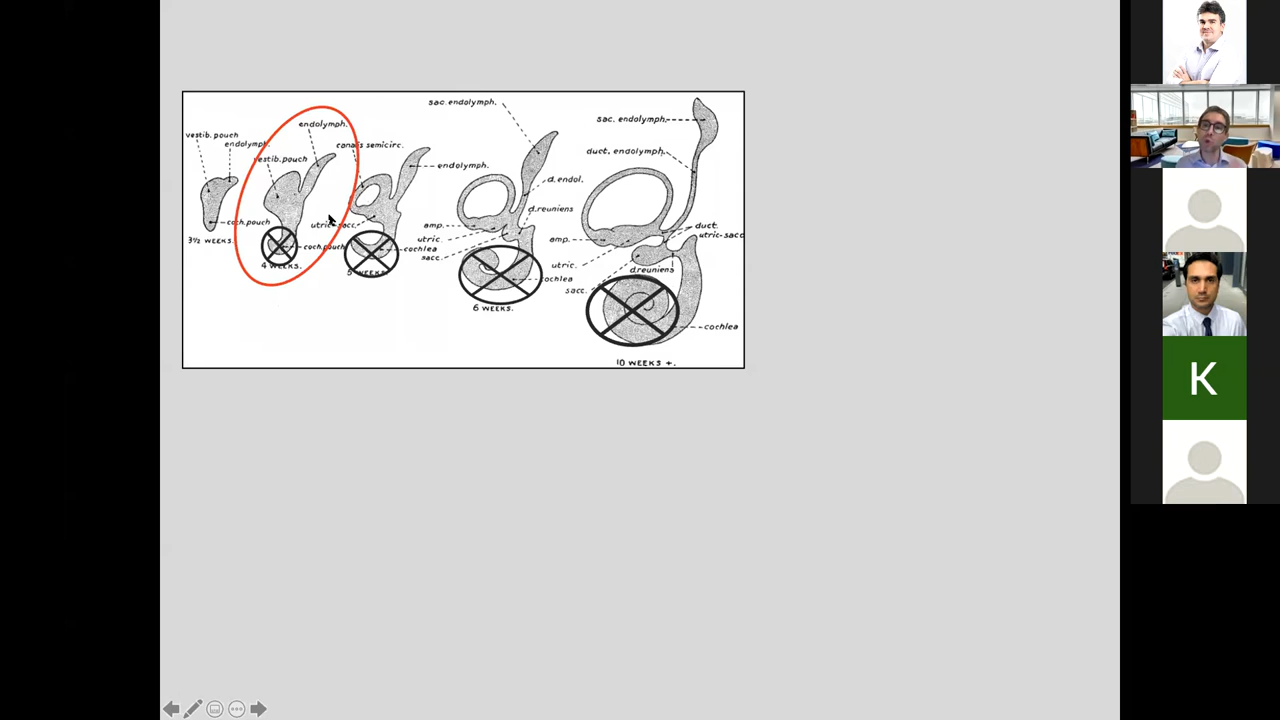 vestib. pouch
endolymph.
coch.pouch
3½ WEEKS.
endolymph.
vestib.pouch
coch.pouch
4 WEEKS.
canalis semicirc.
endolymph.
utric-sacc.
cochlea
5 WEEKS
sac. endolymph.
d. endol.
d.reuniens
amp.
utric.
sacc.
cochlea
6 WEEKS.
sac. endolymph.
duct. endolymph.
duct.
utric-sacc
amp.
utric.
d.reuniens
sacc.
cochlea
10 WEEKS +.
K